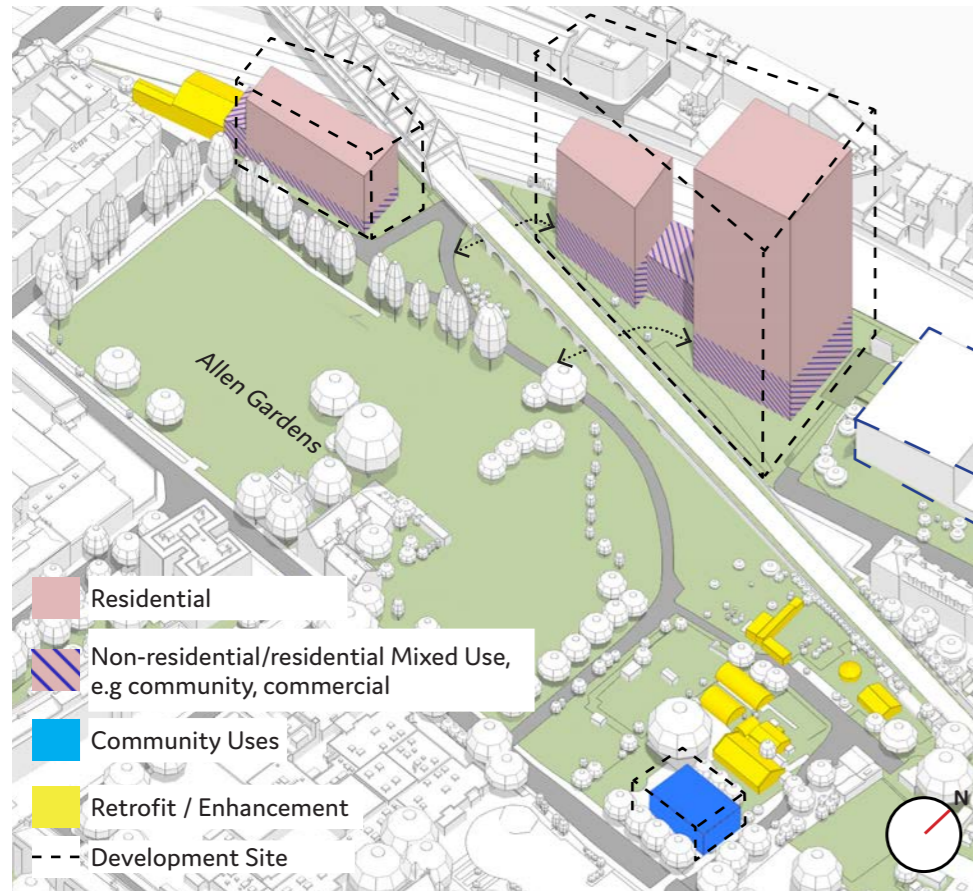 Allen Gardens
Residential
Non-residential/residential Mixed Use,
e.g community, commercial
Community Uses
Retrofit / Enhancement
Development Site
N